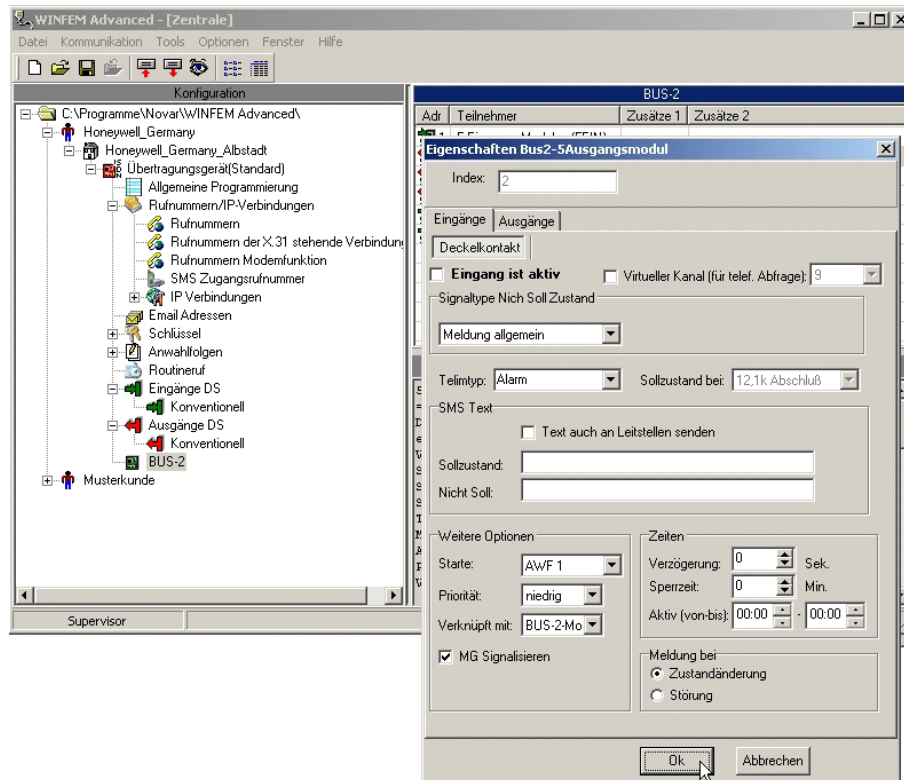 WINFEM Advanced - [Zentrale]
Datei Kommunikation Tools Optionen Fenster Hilfe
Konfiguration
C:\Programme\Novar\WINFEM Advanced\
Honeywell_Germany
Honeywell_Germany_Albstadt
Übertragungsgerät(Standard)
Allgemeine Programmierung
Rufnummern/IP-Verbindungen
Rufnummern
Rufnummern der X.31 stehende Verbindun
Rufnummern Modemfunktion
SMS Zugangsrufnummer
IP Verbindungen
Email Adressen
Schlüssel
Anwahlfolgen
Routineruf
Eingänge DS
Konventionell
Ausgänge DS
Konventionell
BUS-2
Musterkunde
Supervisor
BUS-2
Adr Teilnehmer Zusätze 1 Zusätze 2
Eigenschaften Bus2-5Ausgangsmodul
Index: 2
Eingänge Ausgänge
Deckelkontakt
Eingang ist aktiv
Virtueller Kanal (für telef. Abfrage): 9
Signaltype Nich Soll Zustand
Meldung allgemein
Telimtyp: Alarm Sollzustand bei: 12,1k Abschluß
SMS Text
Text auch an Leitstellen senden
Sollzustand:
Nicht Soll:
Weitere Optionen
Starte: AWF 1
Priorität: niedrig
Verknüpft mit: BUS-2-Mo
MG Signalisieren
Zeiten
Verzögerung: 0 Sek.
Sperrzeit: 0 Min.
Aktiv (von-bis): 00:00 - 00:00
Meldung bei
Zustandänderung
Störung
Ok Abbrechen